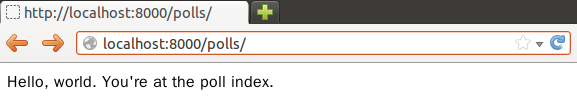 http://localhost:8000/polls/
localhost:8000/polls/
Hello, world. You're at the poll index.